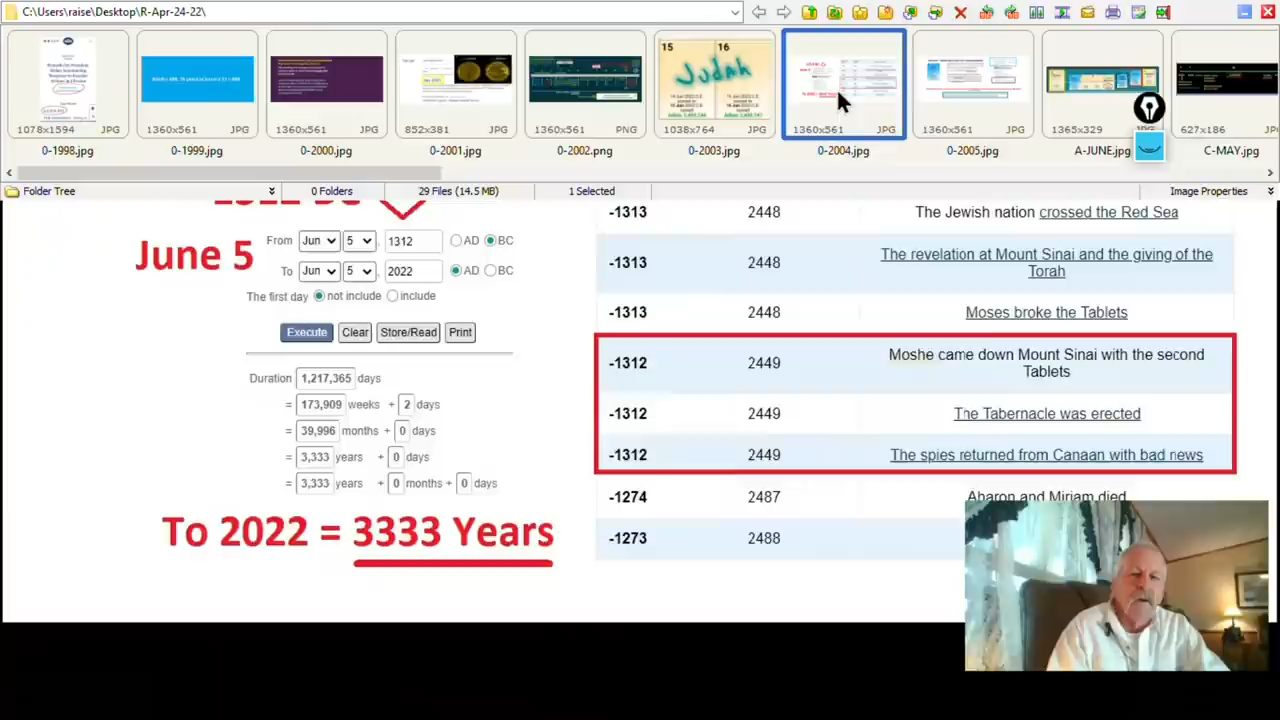 C:\Users\raise\Desktop\R-Apr-24-22\
1078x1594 JPG
1360x561 JPG
1360x561 JPG
852x381 JPG
1360x561 PNG
15 16
1038x764 JPG
1360x561 JPG
1360x561 JPG
1365x329 JPG
627x186 JPG
0-1998.jpg
0-1999.jpg
0-2000.jpg
0-2001.jpg
0-2002.png
0-2003.jpg
0-2004.jpg
0-2005.jpg
A-JUNE.jpg
C-MAY.jpg
Folder Tree
0 Folders
29 Files (14.5 MB)
1 Selected
Image Properties
June 5
From Jun 5 , 1312 AD BC
To Jun 5 , 2022 AD BC
The first day not include include
Execute Clear Store/Read Print
Duration 1,217,365 days
= 173,909 weeks + 2 days
= 39,996 months + 0 days
= 3,333 years + 0 days
= 3,333 years + 0 months + 0 days
To 2022 = 3333 Years
-1313 2448 The Jewish nation crossed the Red Sea
-1313 2448 The revelation at Mount Sinai and the giving of the
Torah
-1313 2448 Moses broke the Tablets
-1312 2449 Moshe came down Mount Sinai with the second
Tablets
-1312 2449 The Tabernacle was erected
-1312 2449 The spies returned from Canaan with bad news
-1274 2487 Aharon and Miriam died
-1273 2488